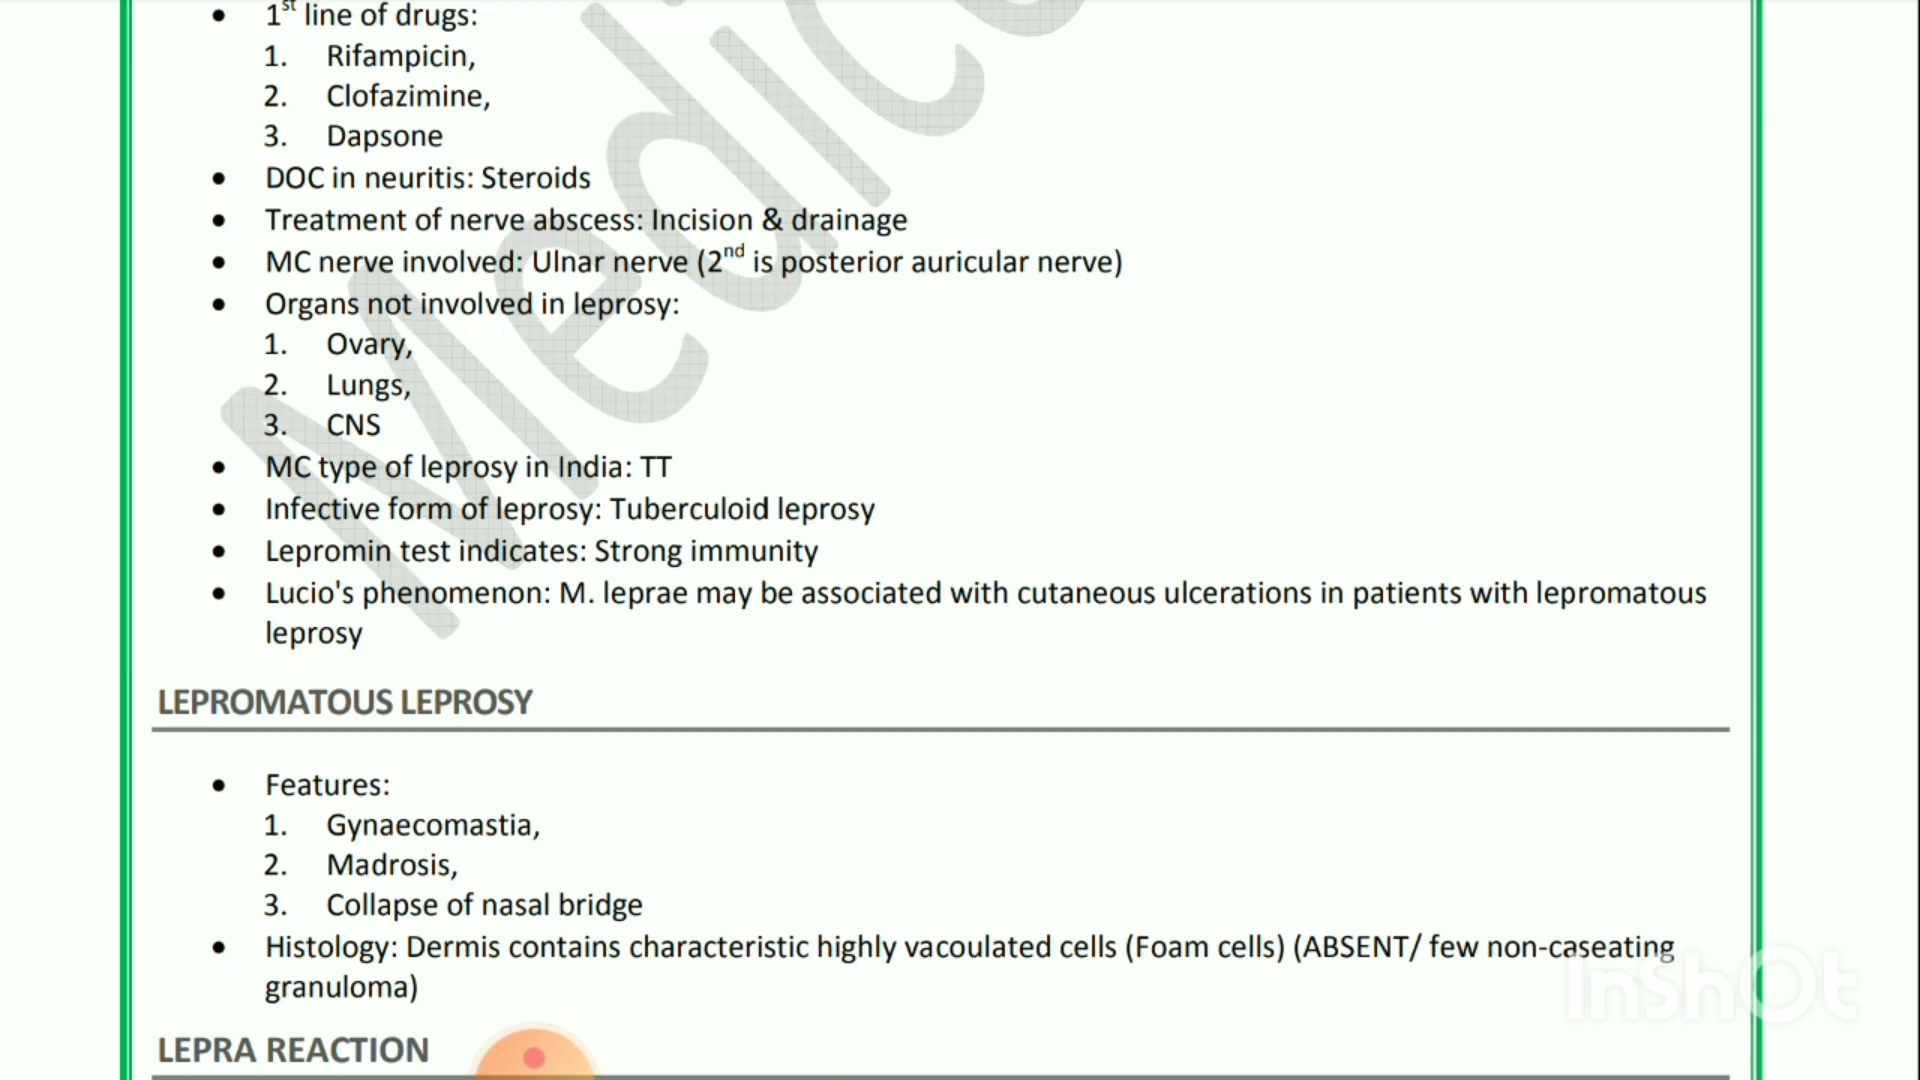 • 1st line of drugs:
1. Rifampicin,
2. Clofazimine,
3. Dapsone
• DOC in neuritis: Steroids
• Treatment of nerve abscess: Incision & drainage
• MC nerve involved: Ulnar nerve (2nd is posterior auricular nerve)
• Organs not involved in leprosy:
1. Ovary,
2. Lungs,
3. CNS
• MC type of leprosy in India: TT
• Infective form of leprosy: Tuberculoid leprosy
• Lepromin test indicates: Strong immunity
• Lucio's phenomenon: M. leprae may be associated with cutaneous ulcerations in patients with lepromatous
leprosy
LEPROMATOUS LEPROSY
• Features:
1. Gynaecomastia,
2. Madrosis,
3. Collapse of nasal bridge
• Histology: Dermis contains characteristic highly vacoulated cells (Foam cells) (ABSENT/ few non-caseating
granuloma)
InShOt
LEPRA REACTION